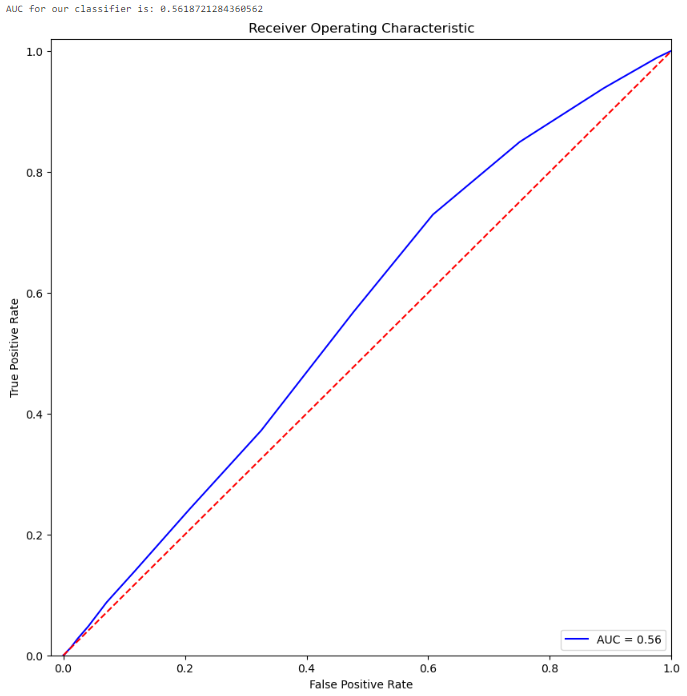 AUC for our classifier is: 0.5618721284360562
Receiver Operating Characteristic
1.0
0.8
0.6
0.4
0.2
0.0
True Positive Rate
AUC = 0.56
0.0 0.2 0.4 0.6 0.8 1.0
False Positive Rate